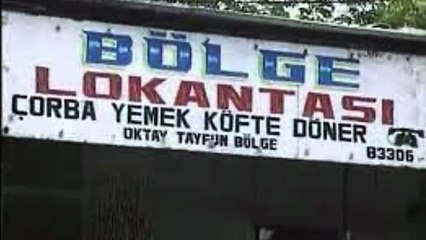 BÖLGE
LOKANTASI
ÇORBA YEMEK KÖFTE DÖNER
OKTAY TAYFUN BÖLGE
83306